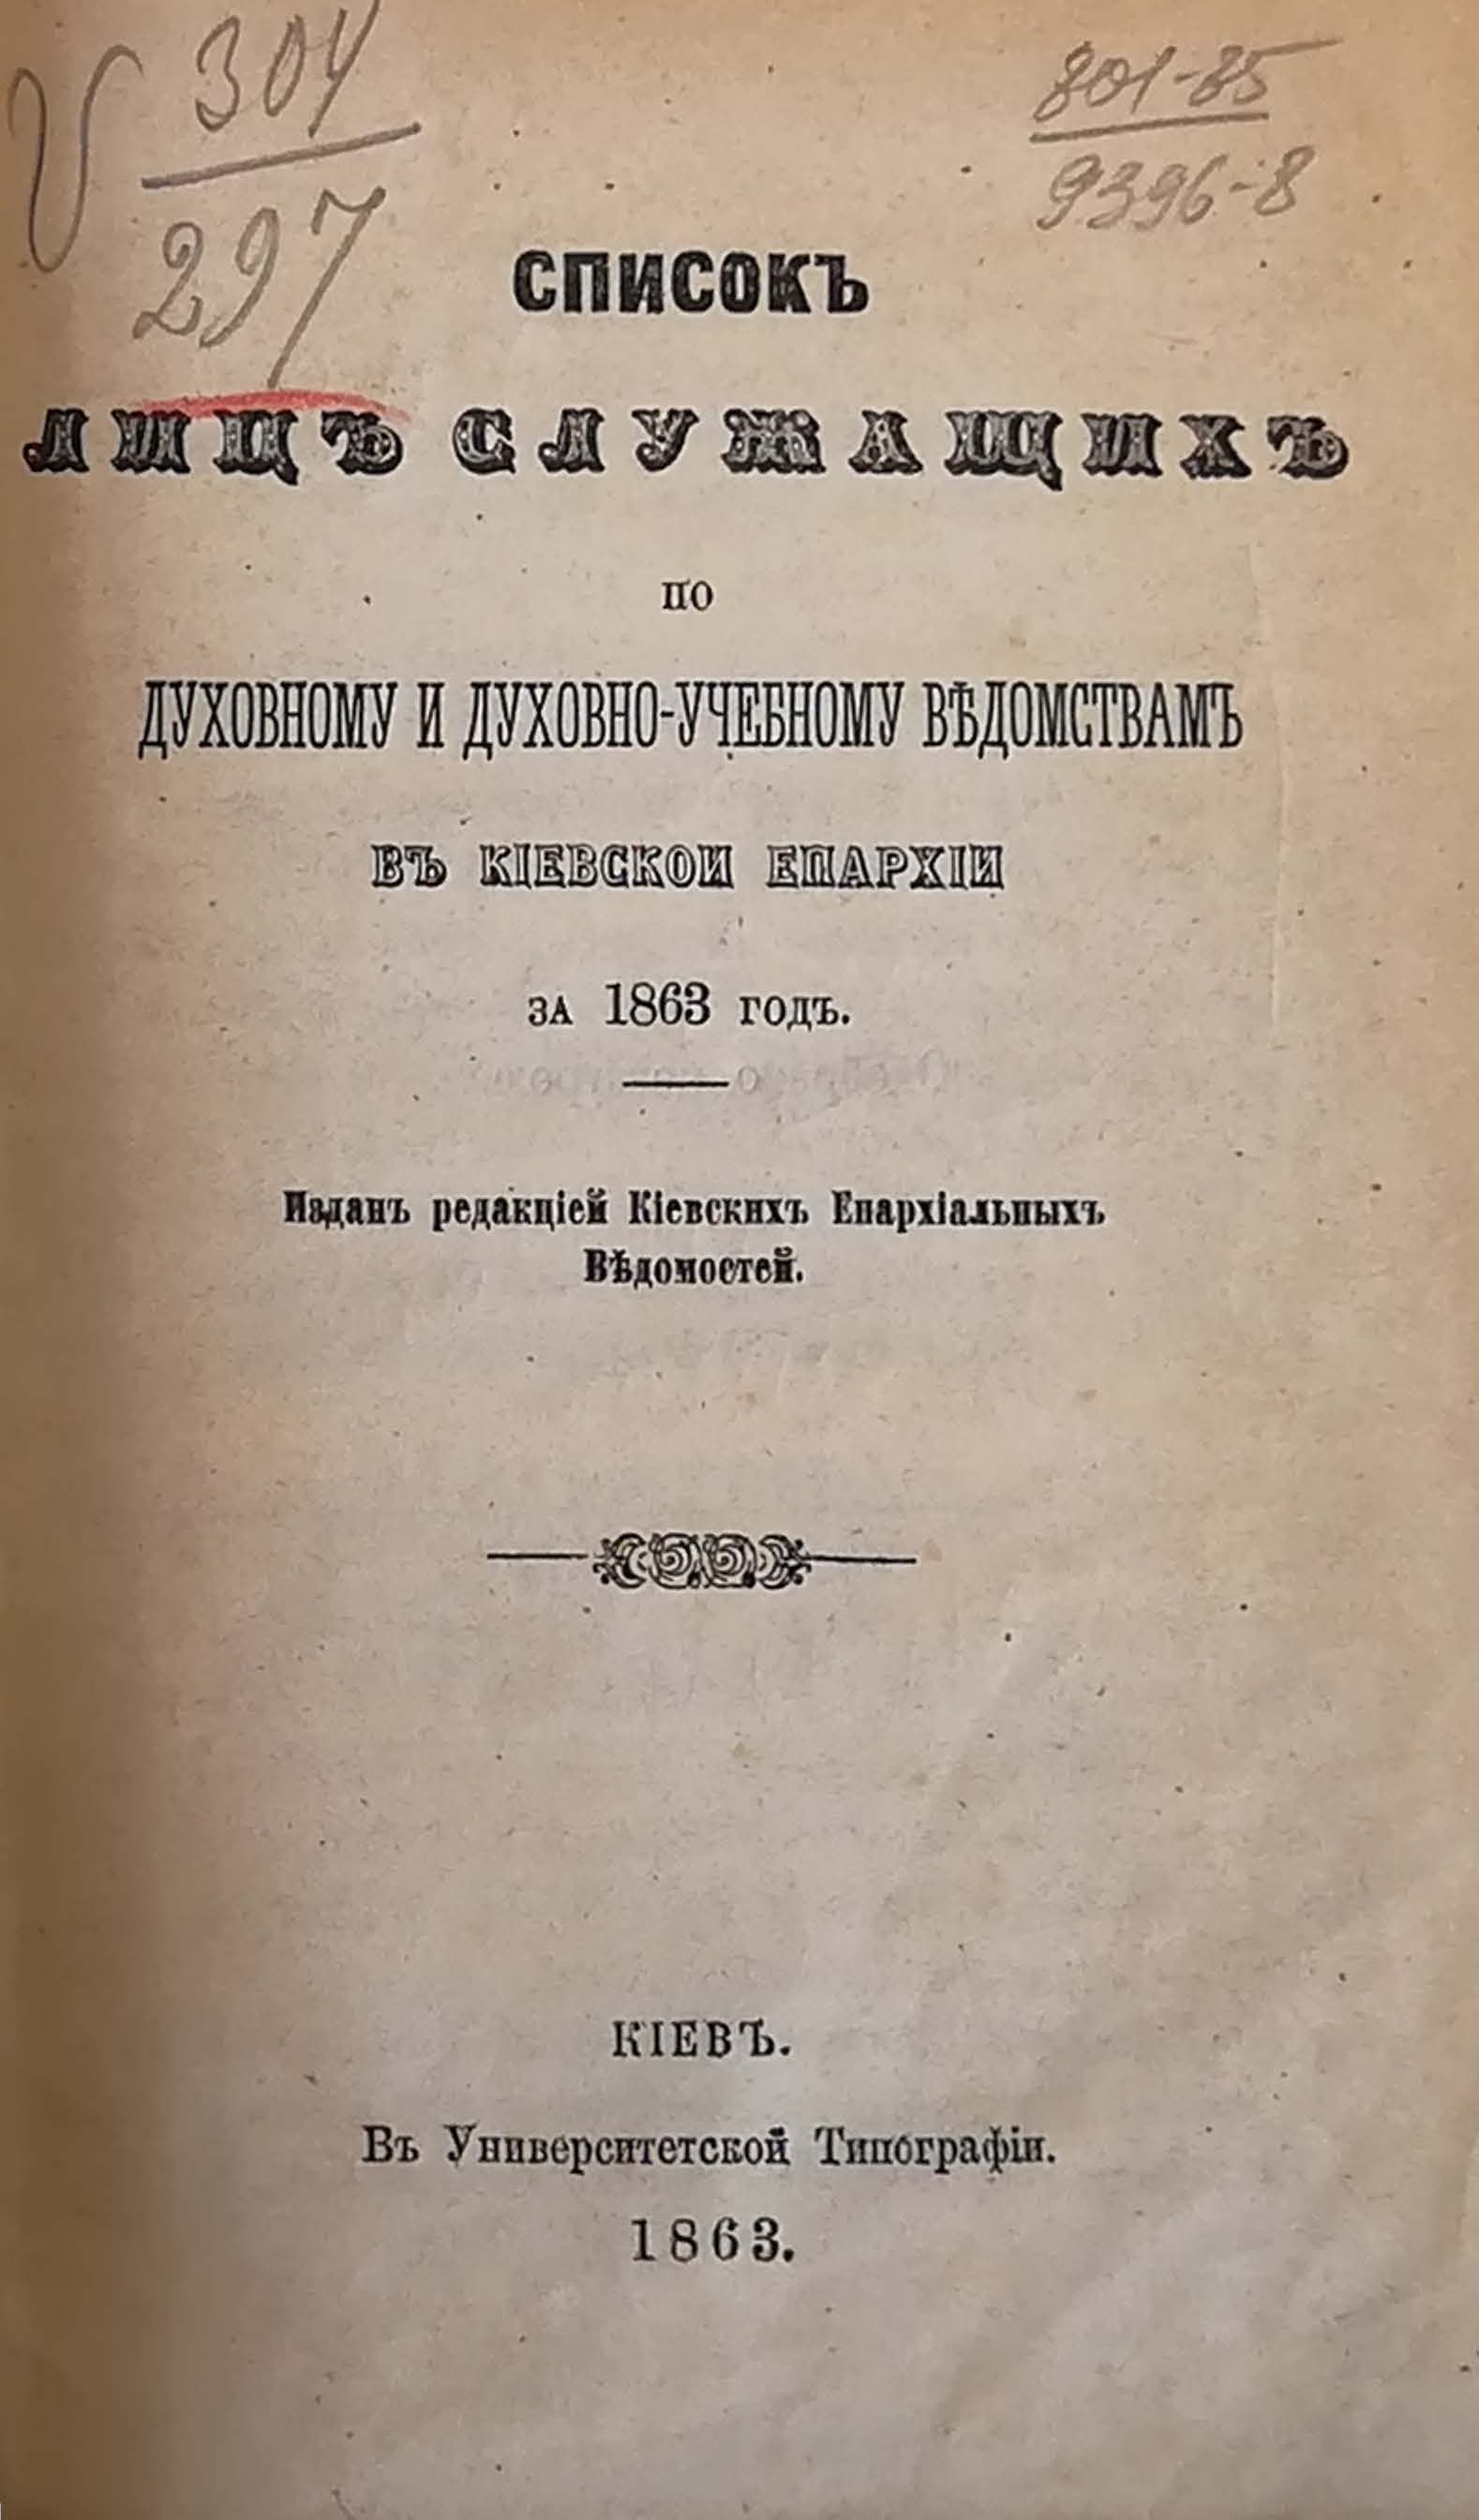 V 304
297
801-85
9396-8
СПИСОКЪ
ЛИЦЪ СЛУЖАЩИХЪ
ПО
ДУХОВНОМУ И ДУХОВНО-УЧЕБНОМУ ВѢДОМСТВАМЪ
ВЪ КІЕВСКОИ ЕПАРХІИ
ЗА 1863 ГОДЪ.
Изданъ редакціей Кіевскихъ Епархіальныхъ
Вѣдомостей.
КІЕВЪ.
Въ Университетской Типографіи.
1863.